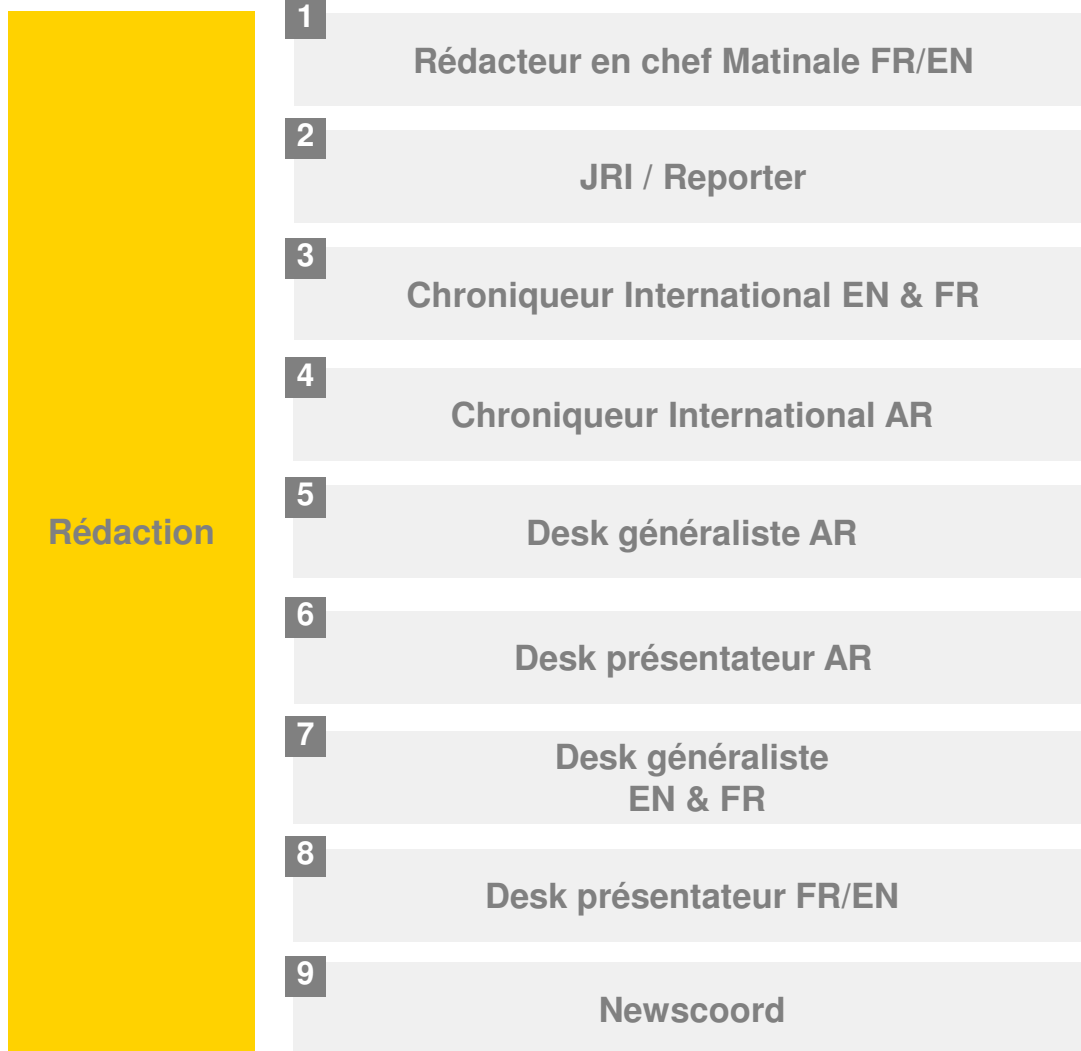 Rédaction
1
Rédacteur en chef Matinale FR/EN
2
JRI / Reporter
3
Chroniqueur International EN & FR
4
Chroniqueur International AR
5
Desk généraliste AR
6
Desk présentateur AR
7
Desk généraliste
EN & FR
8
Desk présentateur FR/EN
9
Newscoord